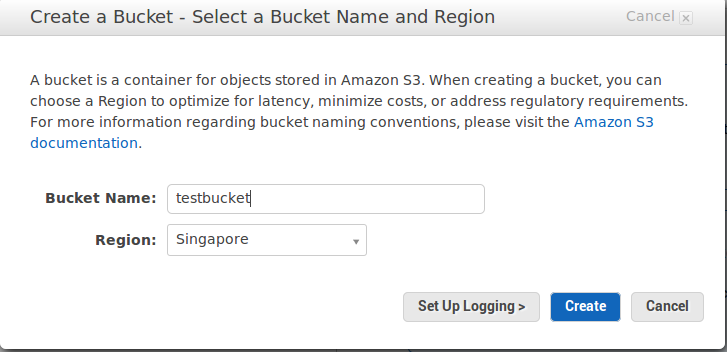 Create a Bucket - Select a Bucket Name and Region
Cancel x
A bucket is a container for objects stored in Amazon S3. When creating a bucket, you can
choose a Region to optimize for latency, minimize costs, or address regulatory requirements.
For more information regarding bucket naming conventions, please visit the Amazon S3
documentation.
Bucket Name: testbucket
Region: Singapore
Set Up Logging > Create Cancel